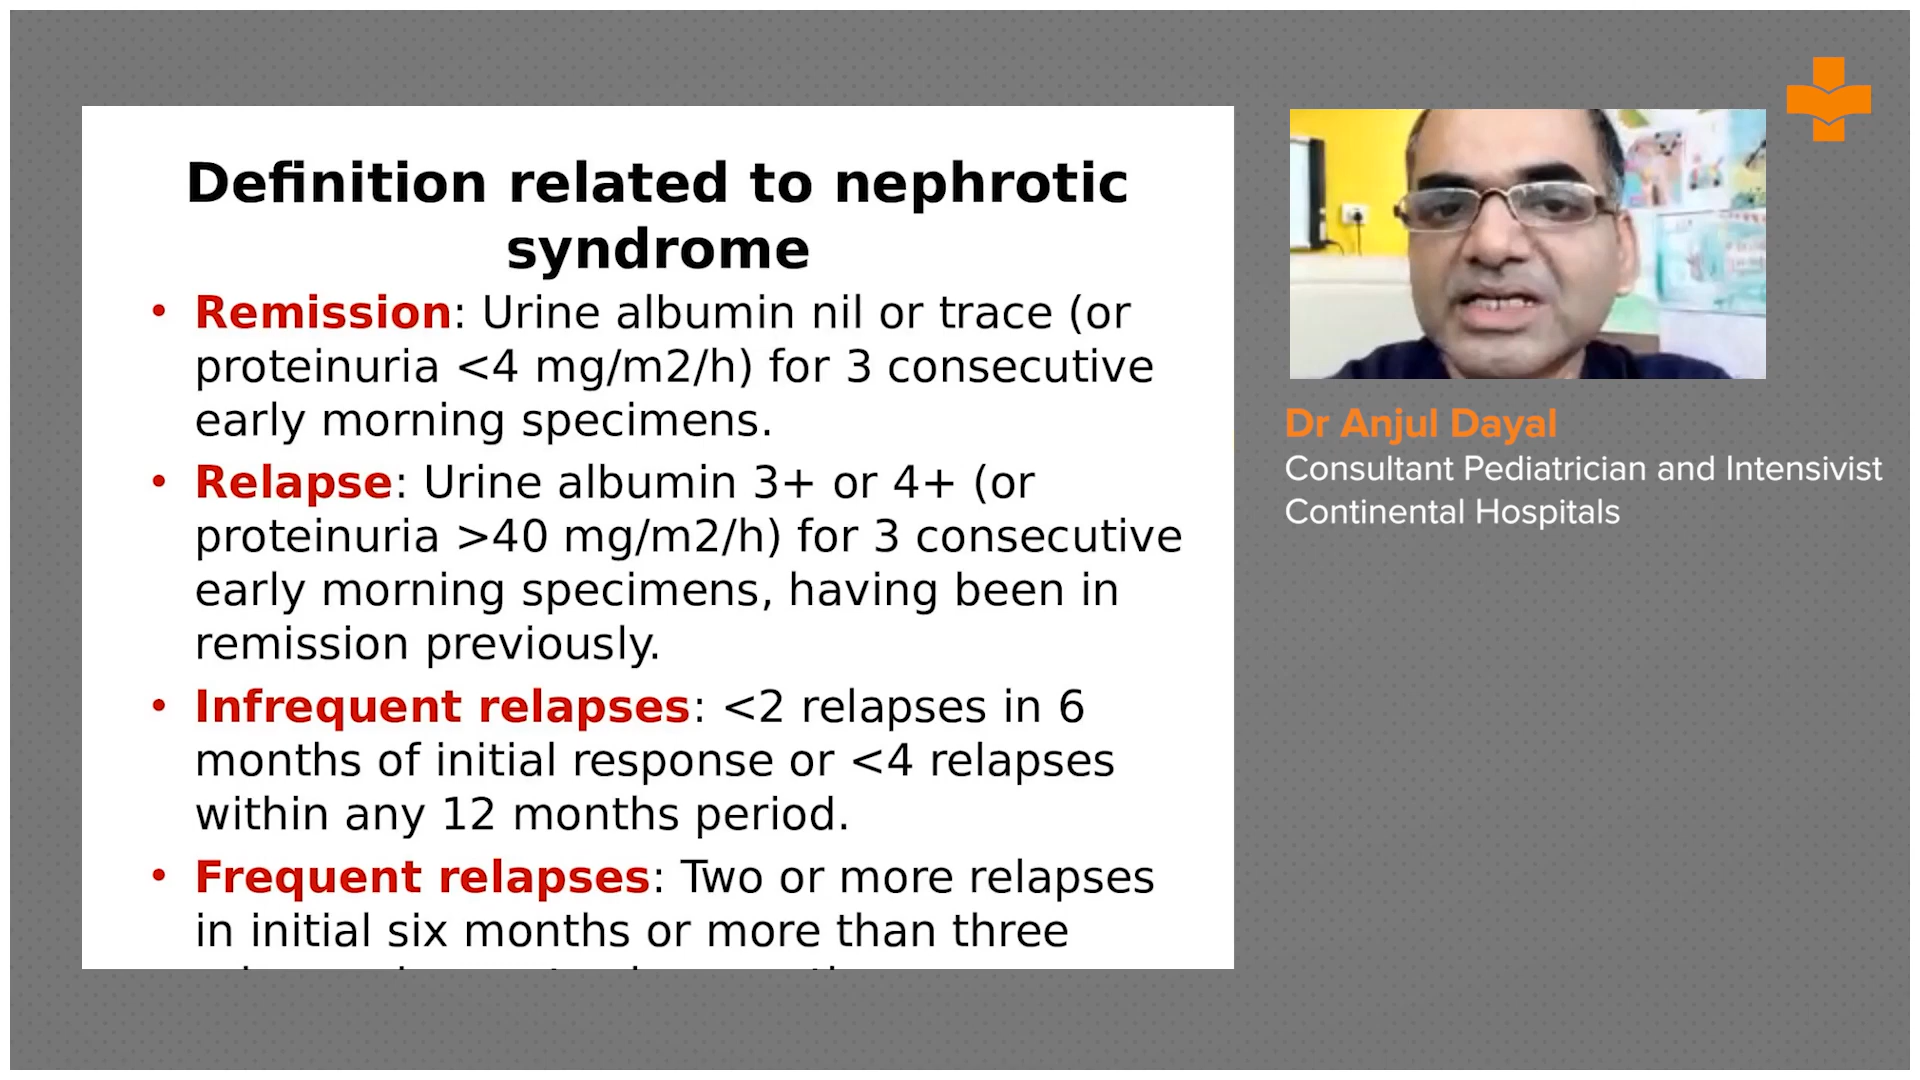 Definition related to nephrotic
syndrome
• Remission: Urine albumin nil or trace (or
proteinuria <4 mg/m2/h) for 3 consecutive
early morning specimens.
• Relapse: Urine albumin 3+ or 4+ (or
proteinuria >40 mg/m2/h) for 3 consecutive
early morning specimens, having been in
remission previously.
• Infrequent relapses: <2 relapses in 6
months of initial response or <4 relapses
within any 12 months period.
• Frequent relapses: Two or more relapses
in initial six months or more than three
Dr Anjul Dayal
Consultant Pediatrician and Intensivist
Continental Hospitals